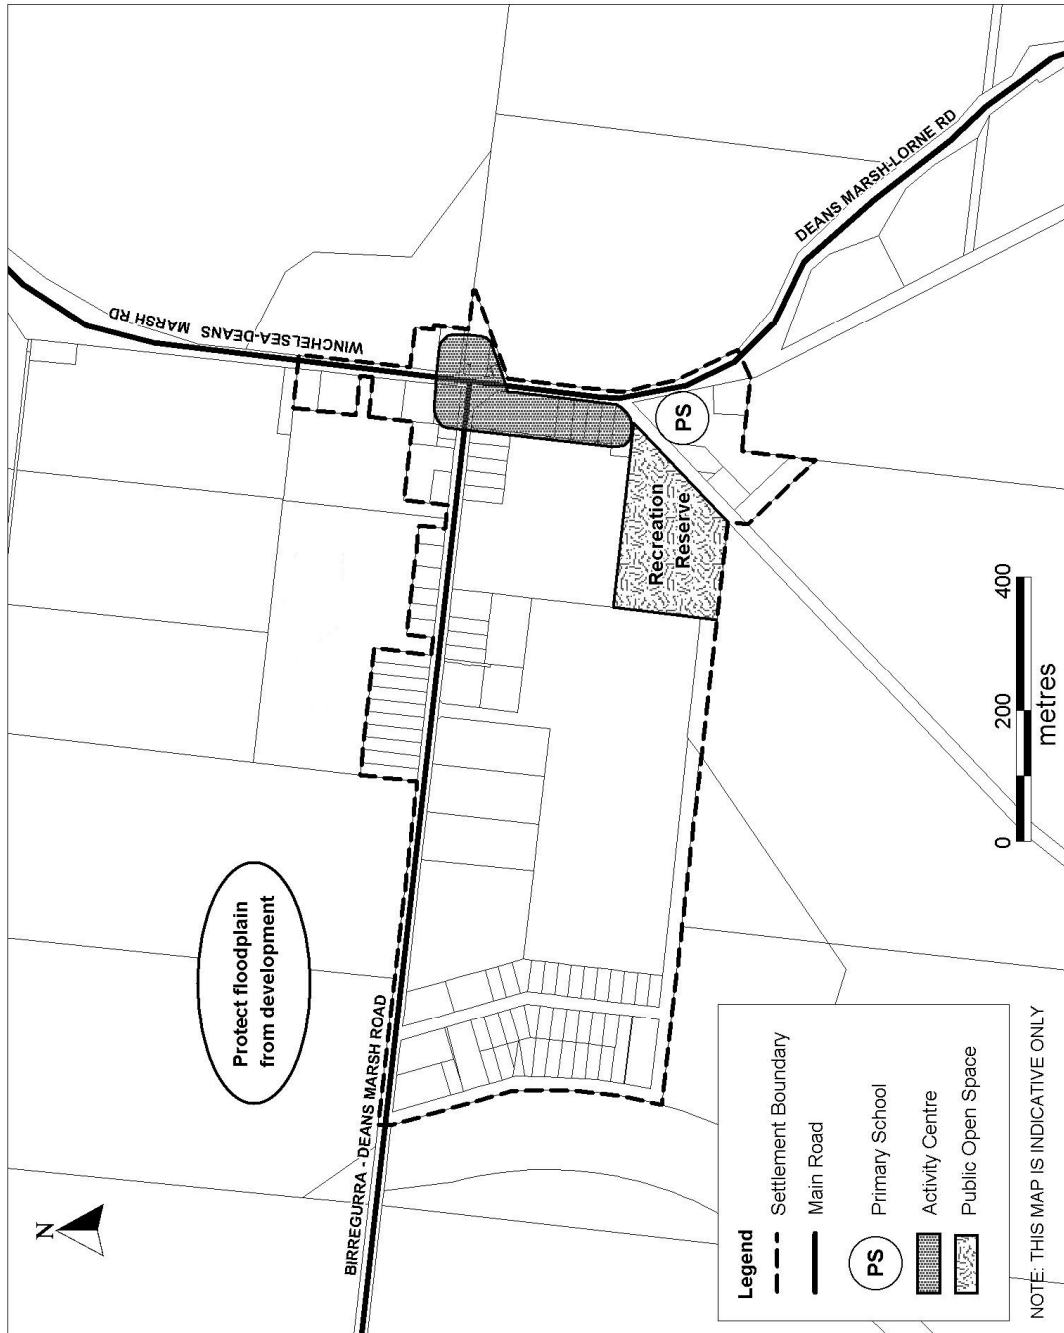 N
Protect floodplain
from development
BIRREGURRA - DEANS MARSH ROAD
WINCHELSEA-DEANS MARSH RD
DEANS MARSH-LORNE RD
PS
Recreation
Reserve
0 200 400
metres
Legend
Settlement Boundary
Main Road
PS Primary School
Activity Centre
Public Open Space
NOTE: THIS MAP IS INDICATIVE ONLY